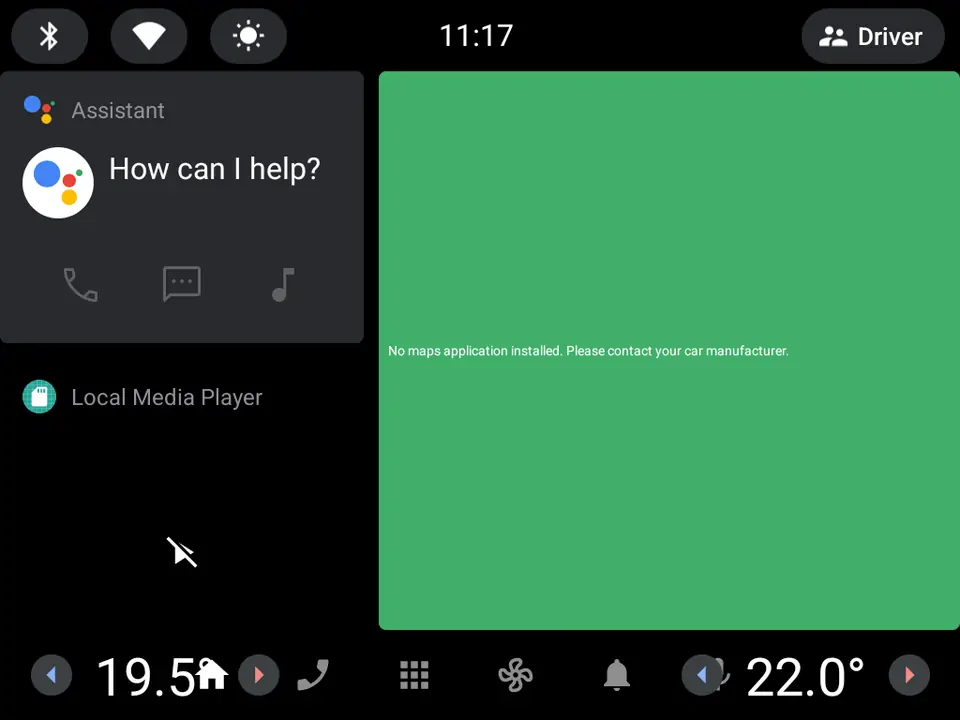 11:17
Driver
Assistant
How can I help?
No maps application installed. Please contact your car manufacturer.
Local Media Player
19.5°
22.0°